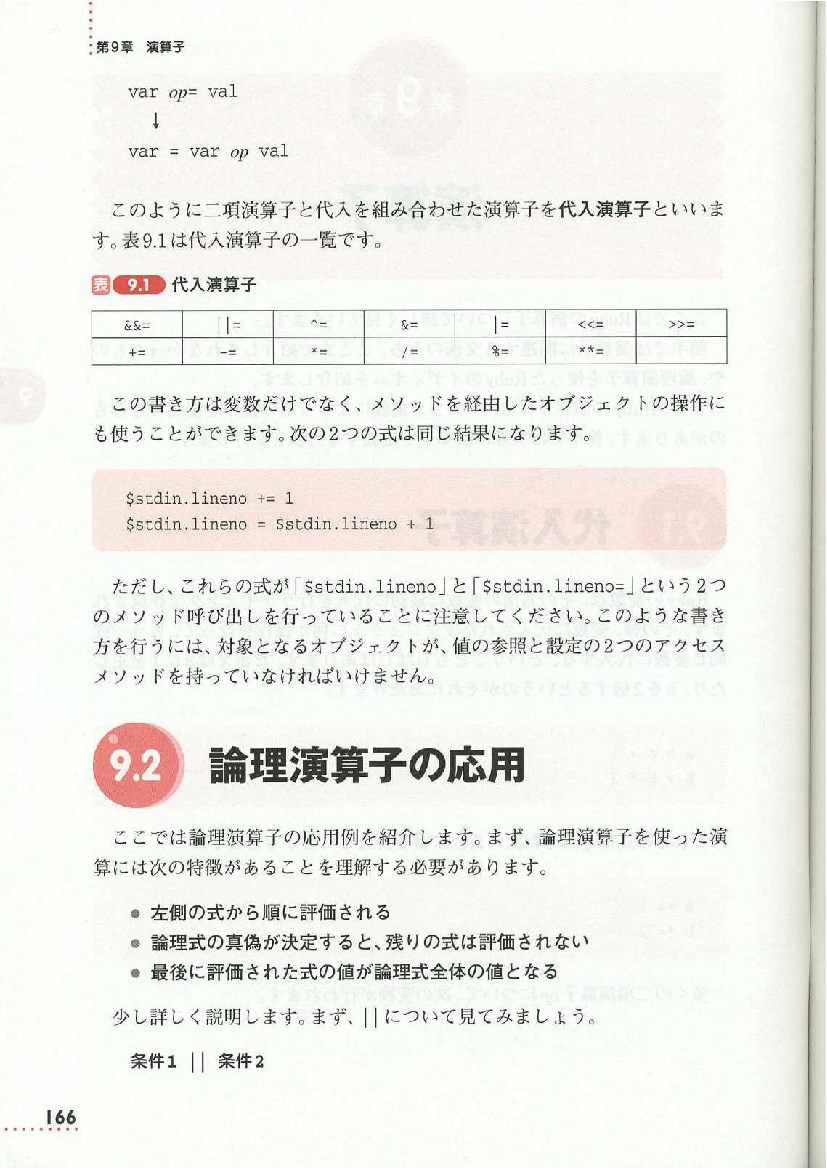 第9章 演算子
var op= val
↓
var = var op val
このように二項演算子と代入を組み合わせた演算子を代入演算子といいま
す。表9.1は代入演算子の一覧です。
表 9.1 代入演算子
&&= ||= ^= &= |= <<= >>=
+= -= *= /= %= **=
この書き方は変数だけでなく、メソッドを経由したオブジェクトの操作に
も使うことができます。次の2つの式は同じ結果になります。
$stdin.lineno += 1
$stdin.lineno = $stdin.lineno + 1
ただし、これらの式が「$stdin.lineno」と「$stdin.lineno=」という2つ
のメソッド呼び出しを行っていることに注意してください。このような書き
方を行うには、対象となるオブジェクトが、値の参照と設定の2つのアクセス
メソッドを持っていなければいけません。
9.2 論理演算子の応用
ここでは論理演算子の応用例を紹介します。まず、論理演算子を使った演
算には次の特徴があることを理解する必要があります。
● 左側の式から順に評価される
● 論理式の真偽が決定すると、残りの式は評価されない
● 最後に評価された式の値が論理式全体の値となる
少し詳しく説明します。まず、||について見てみましょう。
条件1 || 条件2
166